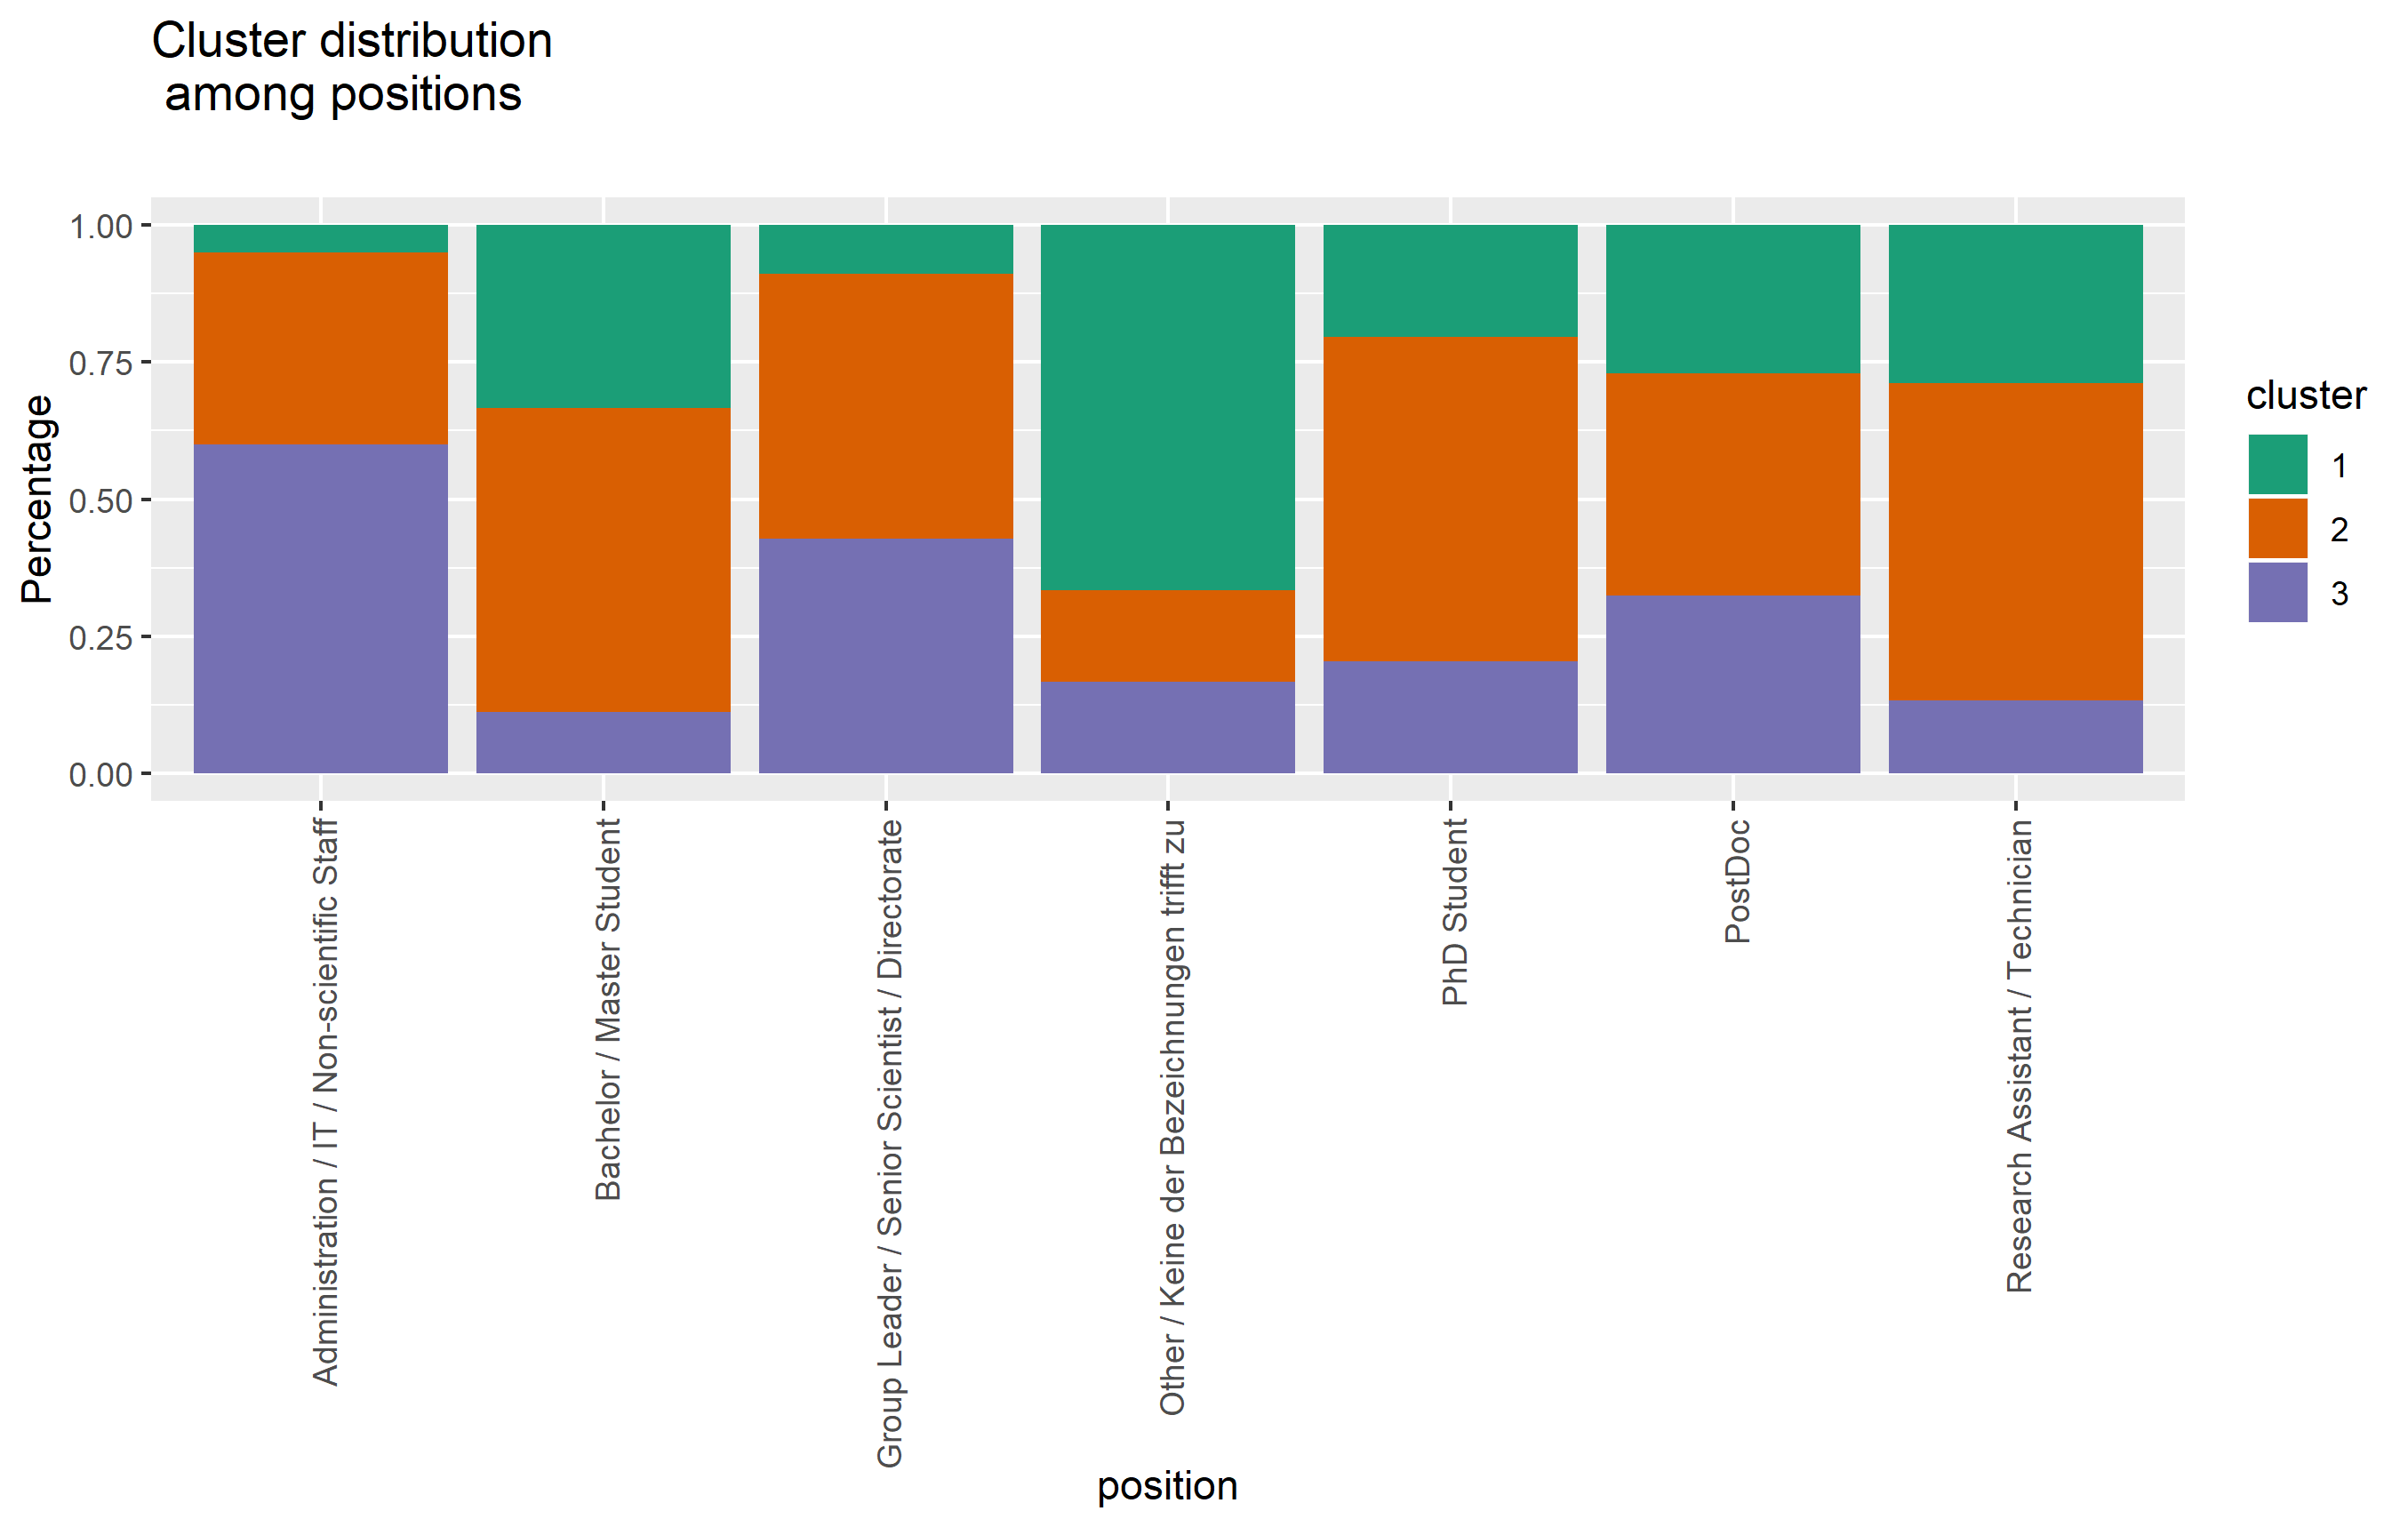 Cluster distribution
among positions
Percentage
1.00
0.75
0.50
0.25
0.00
Administration / IT / Non-scientific Staff
Bachelor / Master Student
Group Leader / Senior Scientist / Directorate
Other / Keine der Bezeichnungen trifft zu
PhD Student
PostDoc
Research Assistant / Technician
position
cluster
1
2
3